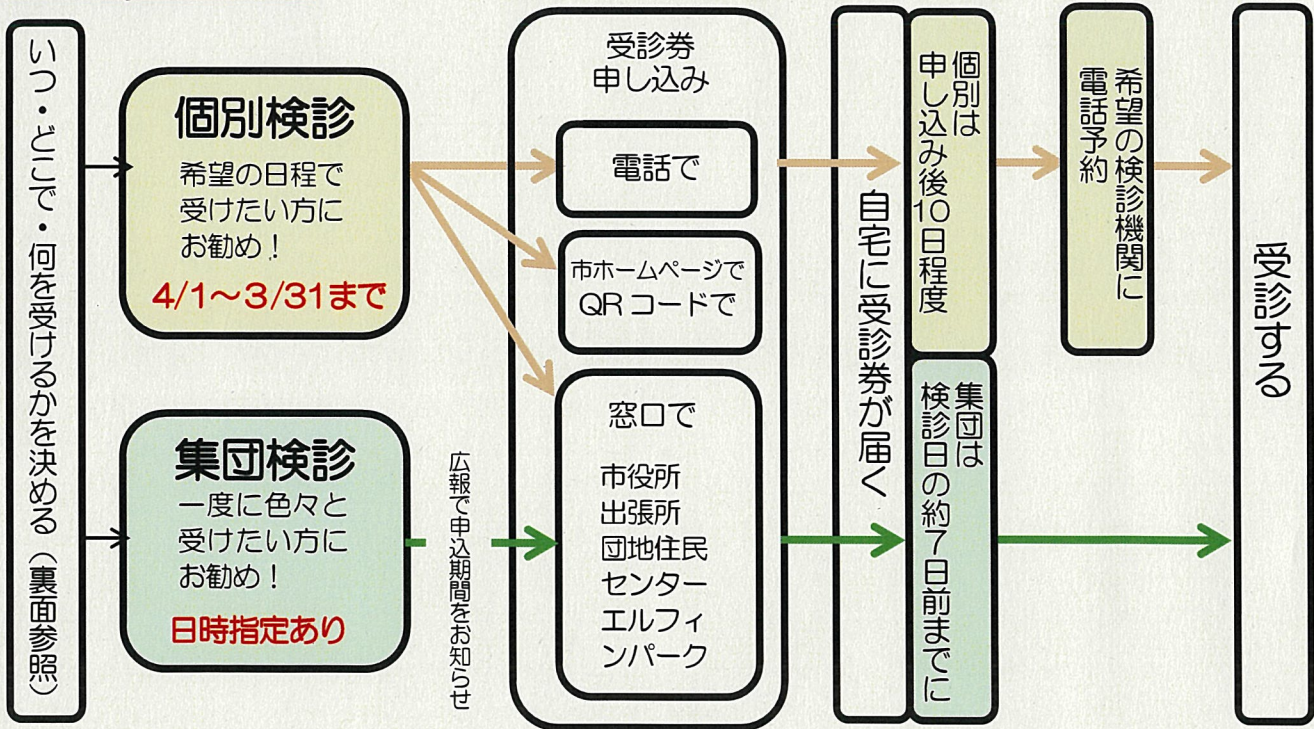 いつ・どこで・何を受けるかを決める（裏面参照）
個別検診
希望の日程で
受けたい方に
お勧め！
4/1～3/31まで
集団検診
一度に色々と
受けたい方に
お勧め！
日時指定あり
広報で申込期間をお知らせ
受診券
申し込み
電話で
市ホームページで
QRコードで
窓口で
市役所
出張所
団地住民
センター
エルフィ
ンパーク
自宅に受診券が届く
個別は
申し込み後10日程度
集団は
検診日の約7日前までに
希望の検診機関に
電話予約
受診する